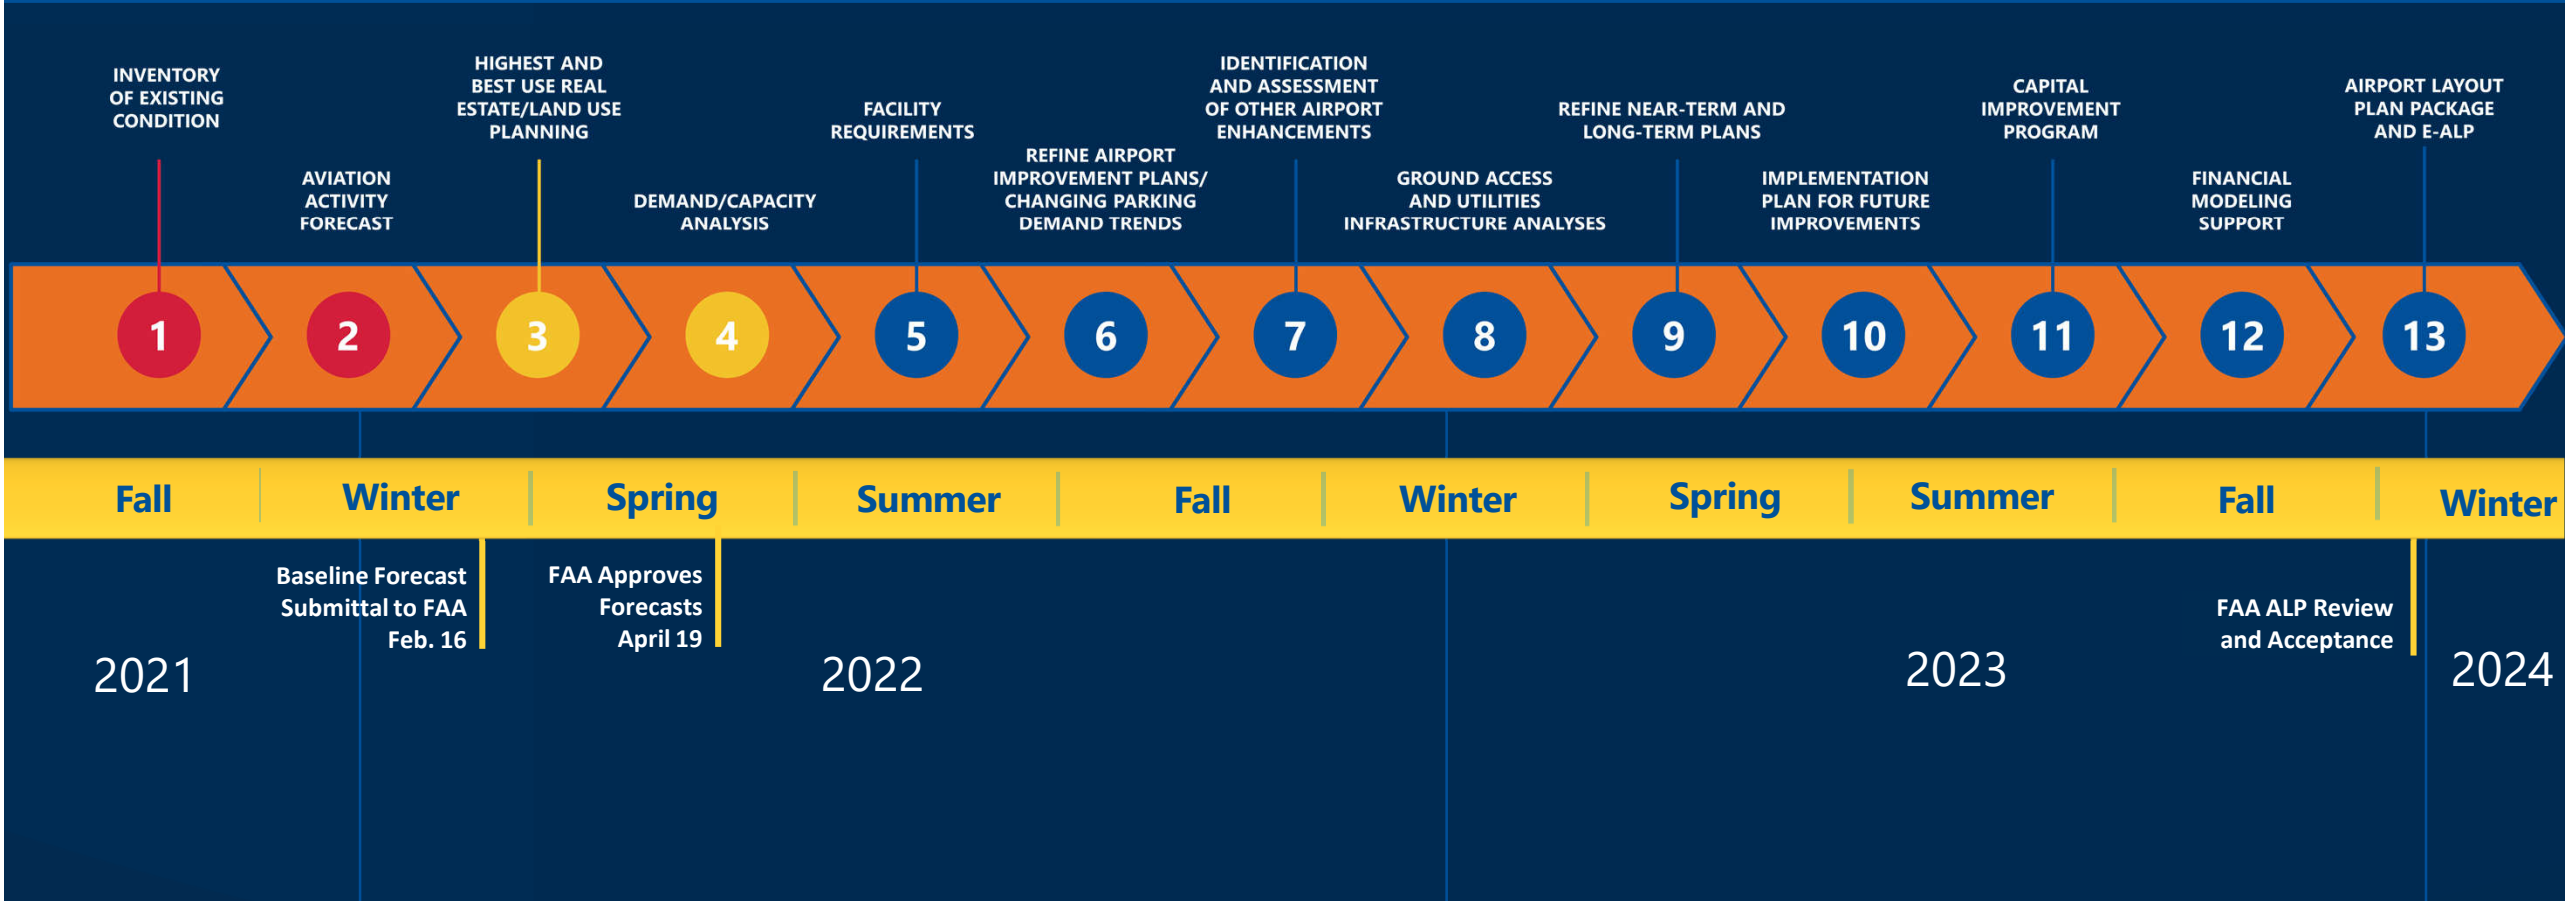 INVENTORY
OF EXISTING
CONDITION
AVIATION
ACTIVITY
FORECAST
HIGHEST AND
BEST USE REAL
ESTATE/LAND USE
PLANNING
DEMAND/CAPACITY
ANALYSIS
FACILITY
REQUIREMENTS
REFINE AIRPORT
IMPROVEMENT PLANS/
CHANGING PARKING
DEMAND TRENDS
IDENTIFICATION
AND ASSESSMENT
OF OTHER AIRPORT
ENHANCEMENTS
GROUND ACCESS
AND UTILITIES
INFRASTRUCTURE ANALYSES
REFINE NEAR-TERM AND
LONG-TERM PLANS
IMPLEMENTATION
PLAN FOR FUTURE
IMPROVEMENTS
CAPITAL
IMPROVEMENT
PROGRAM
FINANCIAL
MODELING
SUPPORT
AIRPORT LAYOUT
PLAN PACKAGE
AND E-ALP
1
2
3
4
5
6
7
8
9
10
11
12
13
Fall
Winter
Spring
Summer
Fall
Winter
Spring
Summer
Fall
Winter
Baseline Forecast
Submittal to FAA
Feb. 16
FAA Approves
Forecasts
April 19
FAA ALP Review
and Acceptance
2021
2022
2023
2024